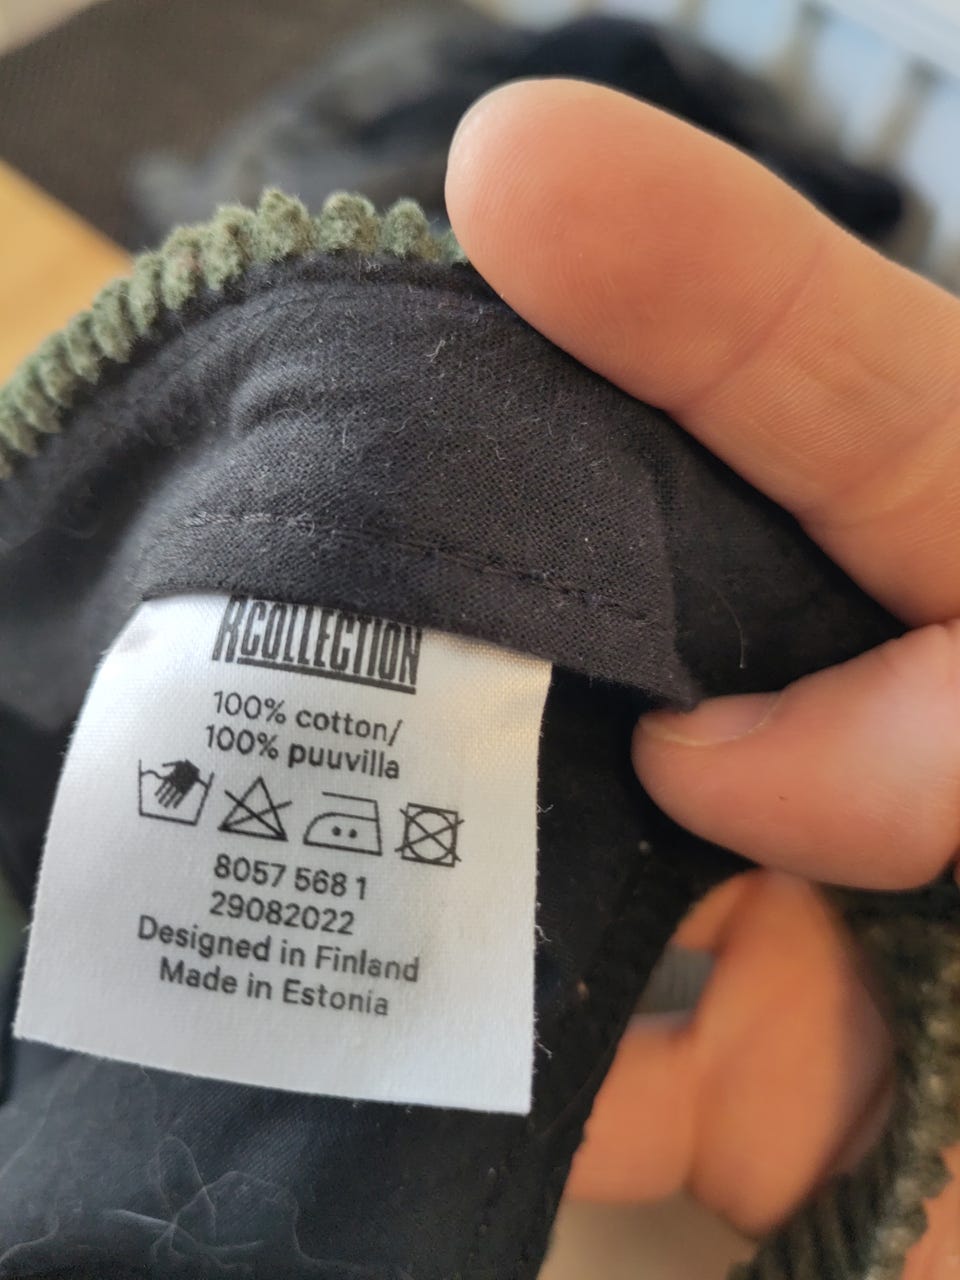 RCOLLECTION
100% cotton/
100% puuvilla
8057 568 1
29082022
Designed in Finland
Made in Estonia